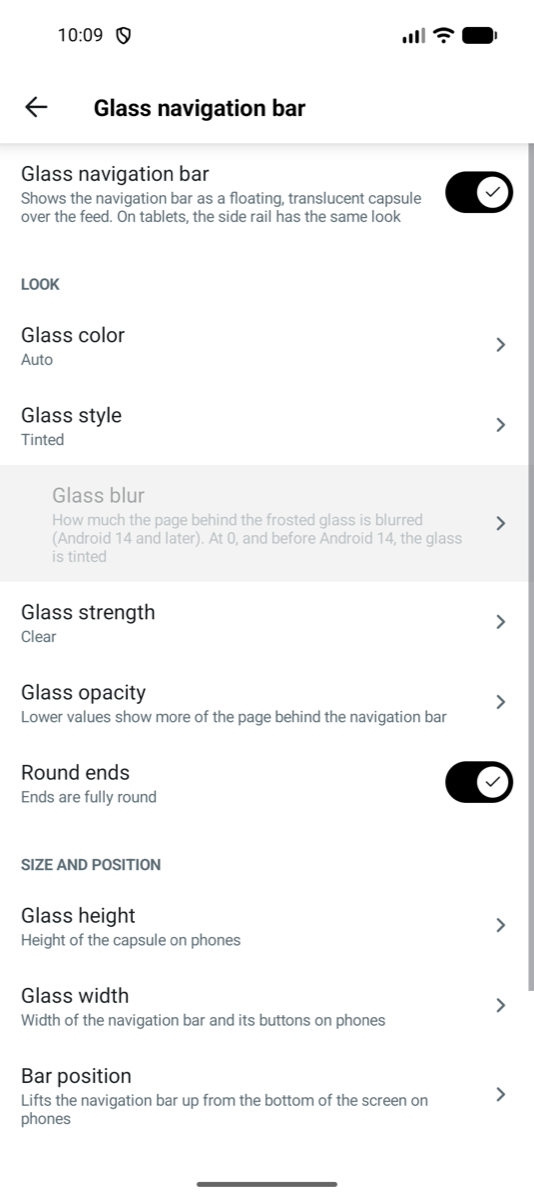 10:09
Glass navigation bar
Glass navigation bar
Shows the navigation bar as a floating, translucent capsule
over the feed. On tablets, the side rail has the same look
LOOK
Glass color
Auto
Glass style
Tinted
Glass blur
How much the page behind the frosted glass is blurred
(Android 14 and later). At 0, and before Android 14, the glass
is tinted
Glass strength
Clear
Glass opacity
Lower values show more of the page behind the navigation bar
Round ends
Ends are fully round
SIZE AND POSITION
Glass height
Height of the capsule on phones
Glass width
Width of the navigation bar and its buttons on phones
Bar position
Lifts the navigation bar up from the bottom of the screen on
phones